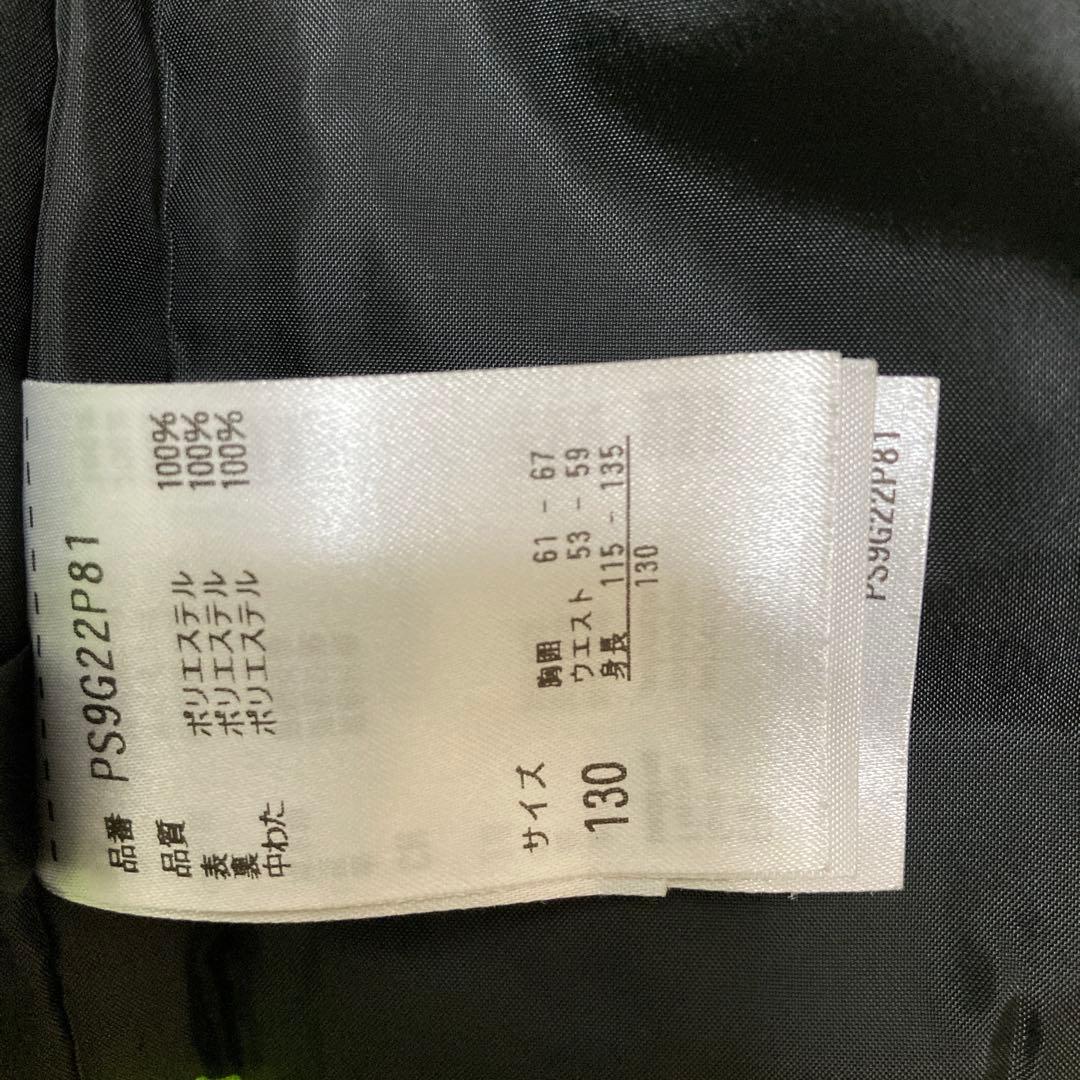 品番 PS9G22P81
品質
表 ポリエステル 100%
裏 ポリエステル 100%
中わた ポリエステル 100%
サイズ 胸囲 61 - 67
130 ウエスト 53 - 59
身長 115 - 135
130
PS9G22P81